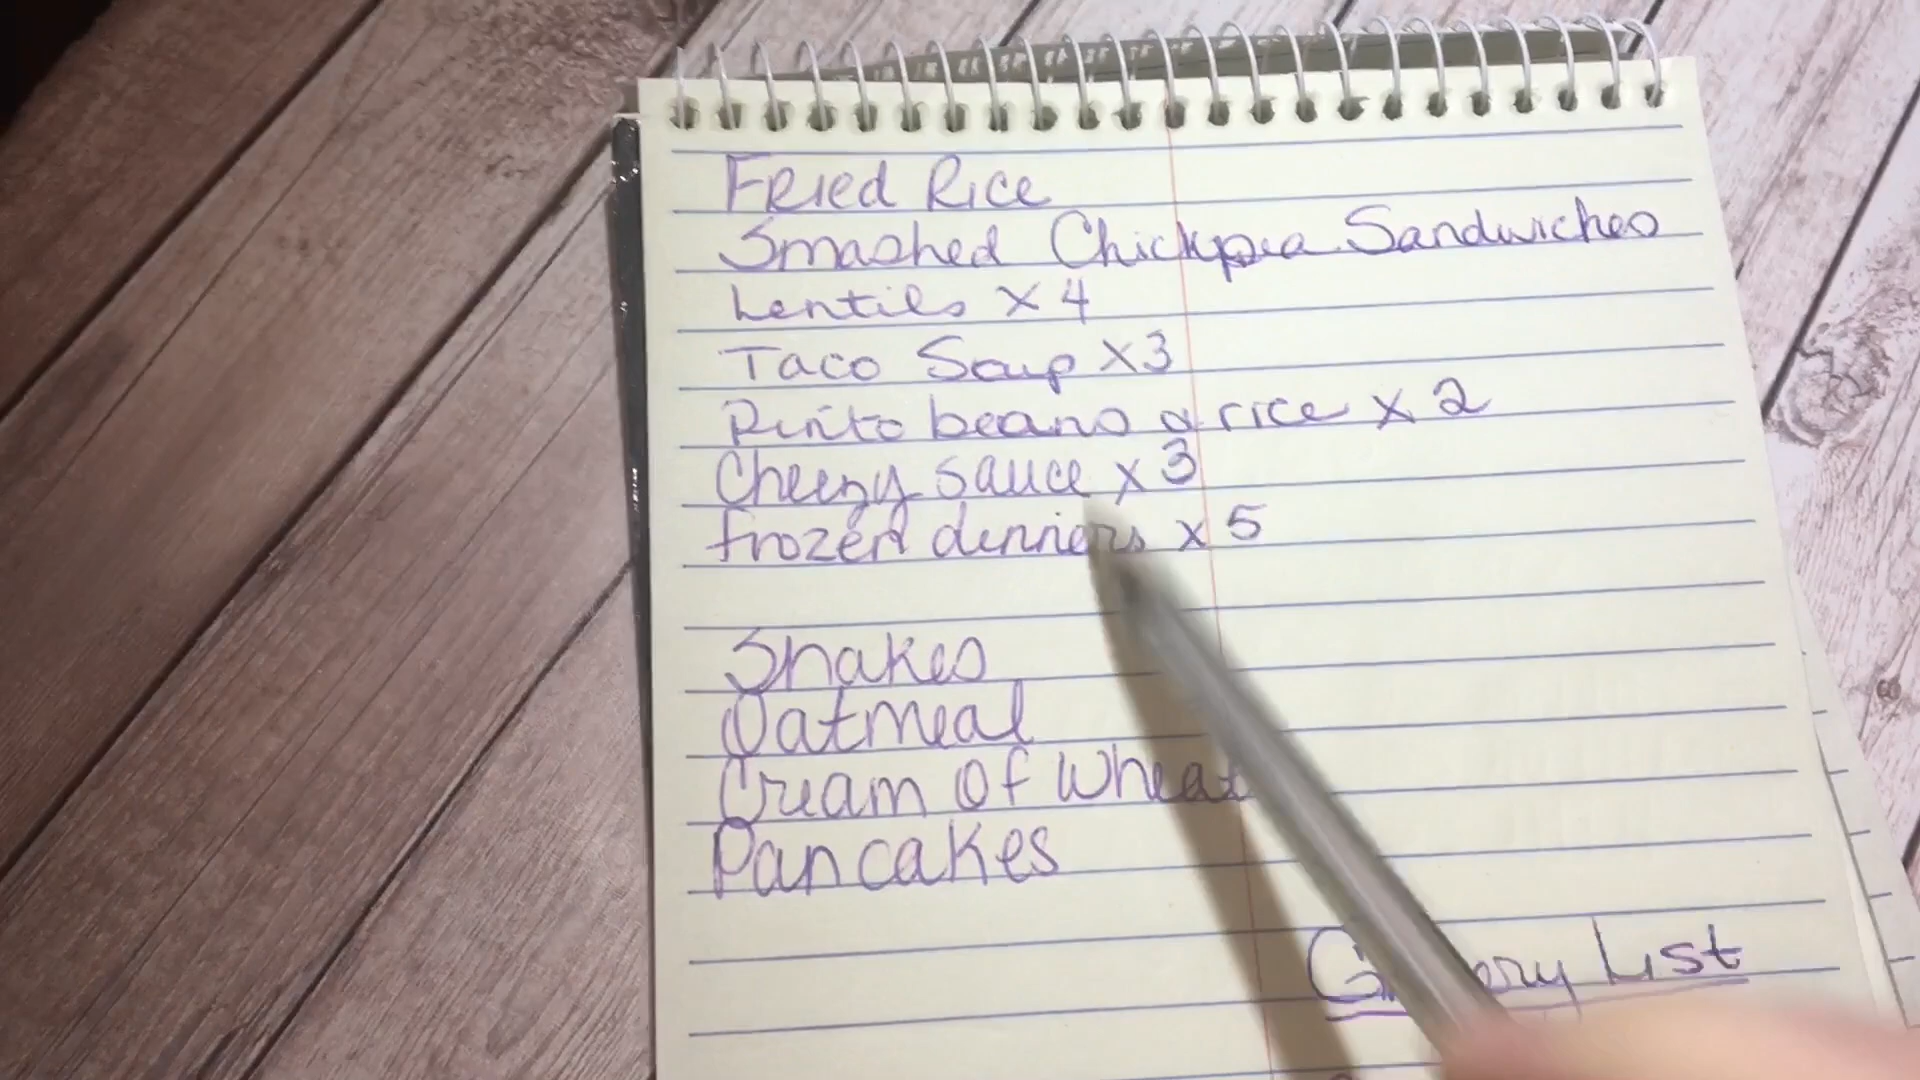 Fried Rice
Smashed Chickpea Sandwiches
Lentils x 4
Taco Soup x3
Pinto beans & rice x 2
Cheezy sauce x 3
frozen dinners x 5
Shakes
Oatmeal
Cream of Wheat
Pancakes
Grocery List